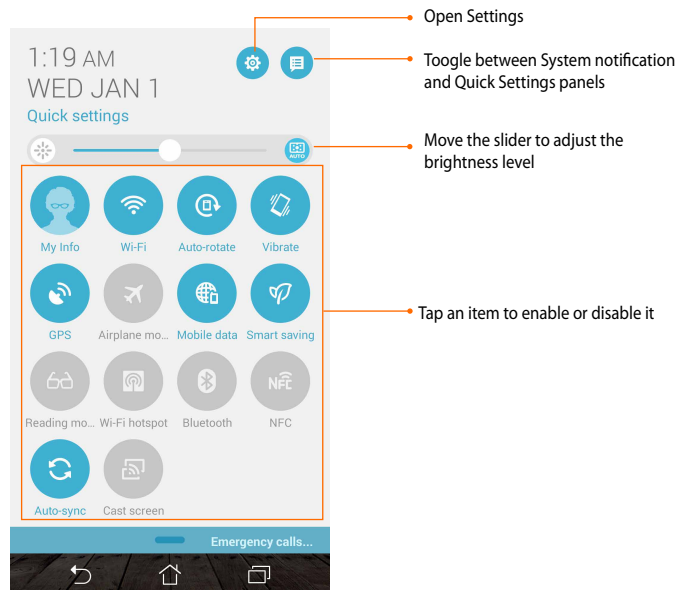 Open Settings
1:19 AM
WED JAN 1
Toogle between System notification
and Quick Settings panels
Quick settings
AUTO
Move the slider to adjust the
brightness level
My Info Wi-Fi Auto-rotate Vibrate
GPS Airplane mo... Mobile data Smart saving
Tap an item to enable or disable it
NFC
Reading mo... Wi-Fi hotspot Bluetooth NFC
Auto-sync Cast screen
Emergency calls...